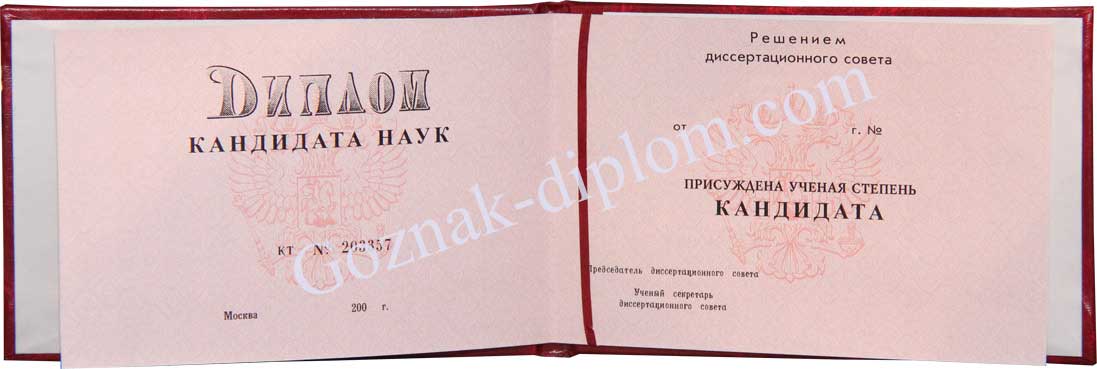 Диплом
КАНДИДАТА НАУК
КТ № 203357
Москва 200 г.
Решением
диссертационного совета
от г. №
ПРИСУЖДЕНА УЧЕНАЯ СТЕПЕНЬ
КАНДИДАТА
Председатель диссертационного совета
Ученый секретарь
диссертационного совета
Goznak-diplom.com